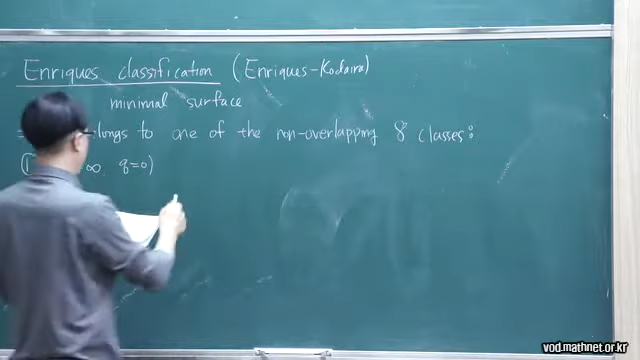 Enriques classification (Enriques-Kodaira)
minimal surface
longs to one of the non-overlapping 8 classes:
∞, q=0)
vod.mathnet.or.kr